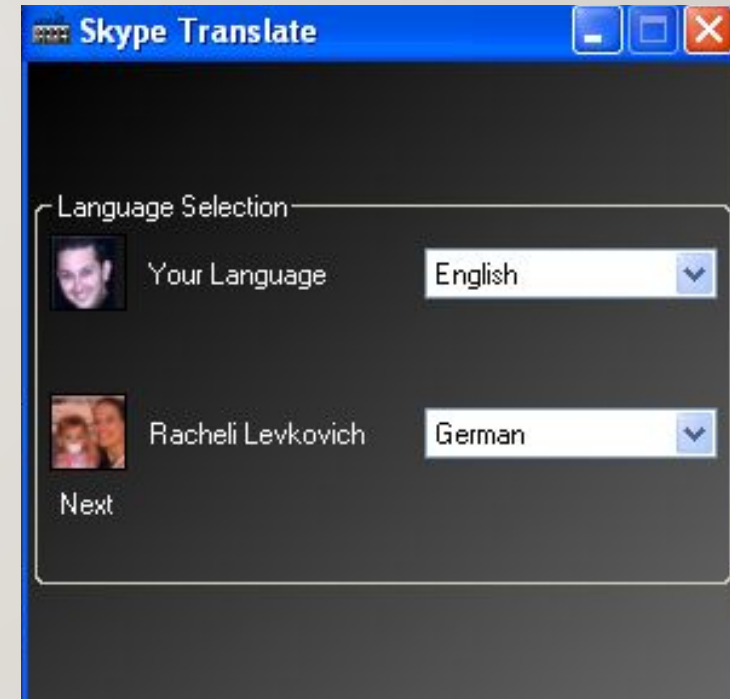 Skype Translate
Language Selection
Your Language English
Racheli Levkovich German
Next